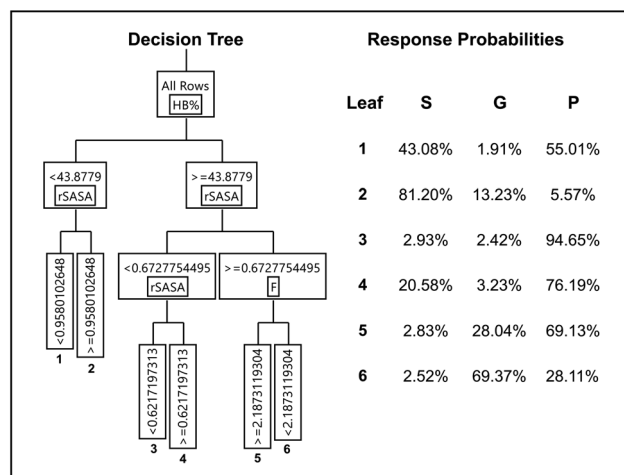 Decision Tree
All Rows
HB%
<43.8779
rSASA
>=43.8779
rSASA
<0.9580102648
>=0.9580102648
1
2
<0.6727754495
rSASA
>=0.6727754495
F
<0.6217197313
>=0.6217197313
>=2.1873119304
<2.1873119304
3
4
5
6
Response Probabilities
Leaf S G P
1 43.08% 1.91% 55.01%
2 81.20% 13.23% 5.57%
3 2.93% 2.42% 94.65%
4 20.58% 3.23% 76.19%
5 2.83% 28.04% 69.13%
6 2.52% 69.37% 28.11%